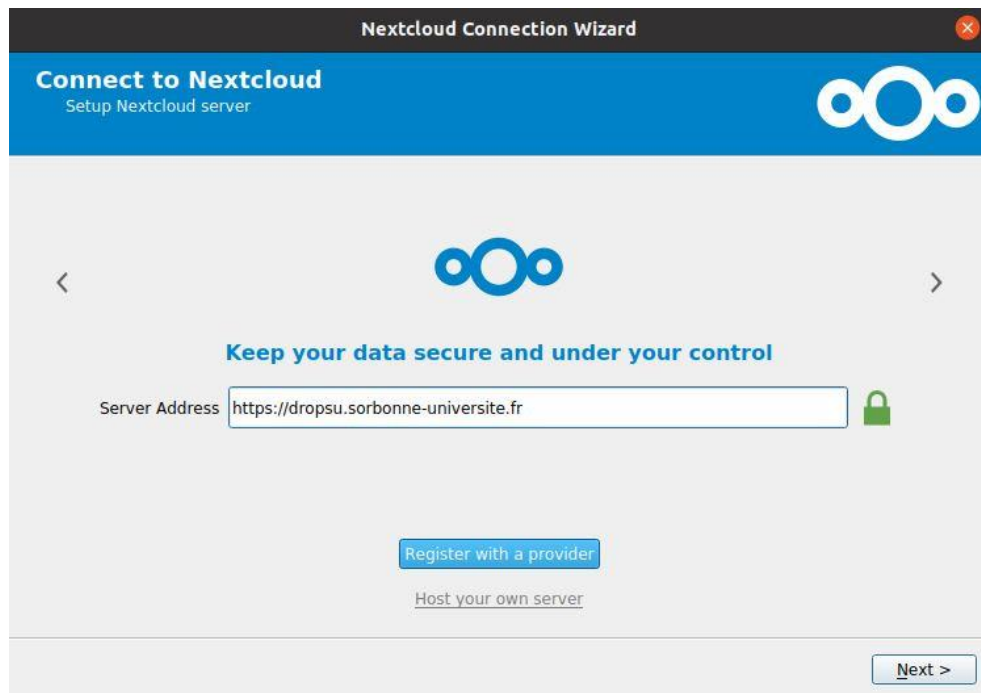 Nextcloud Connection Wizard
Connect to Nextcloud
Setup Nextcloud server
Keep your data secure and under your control
Server Address https://dropsu.sorbonne-universite.fr
Register with a provider
Host your own server
Next >